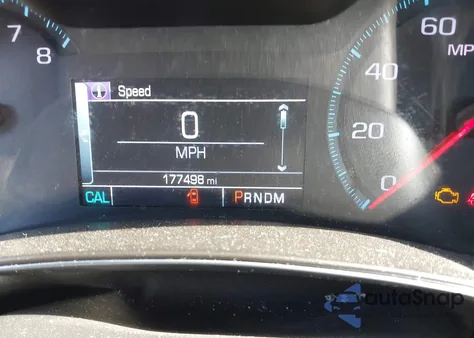 7
8
Speed
0
MPH
177498 mi
CAL
PRNDM
60
MP
40
20
0
autoSnap